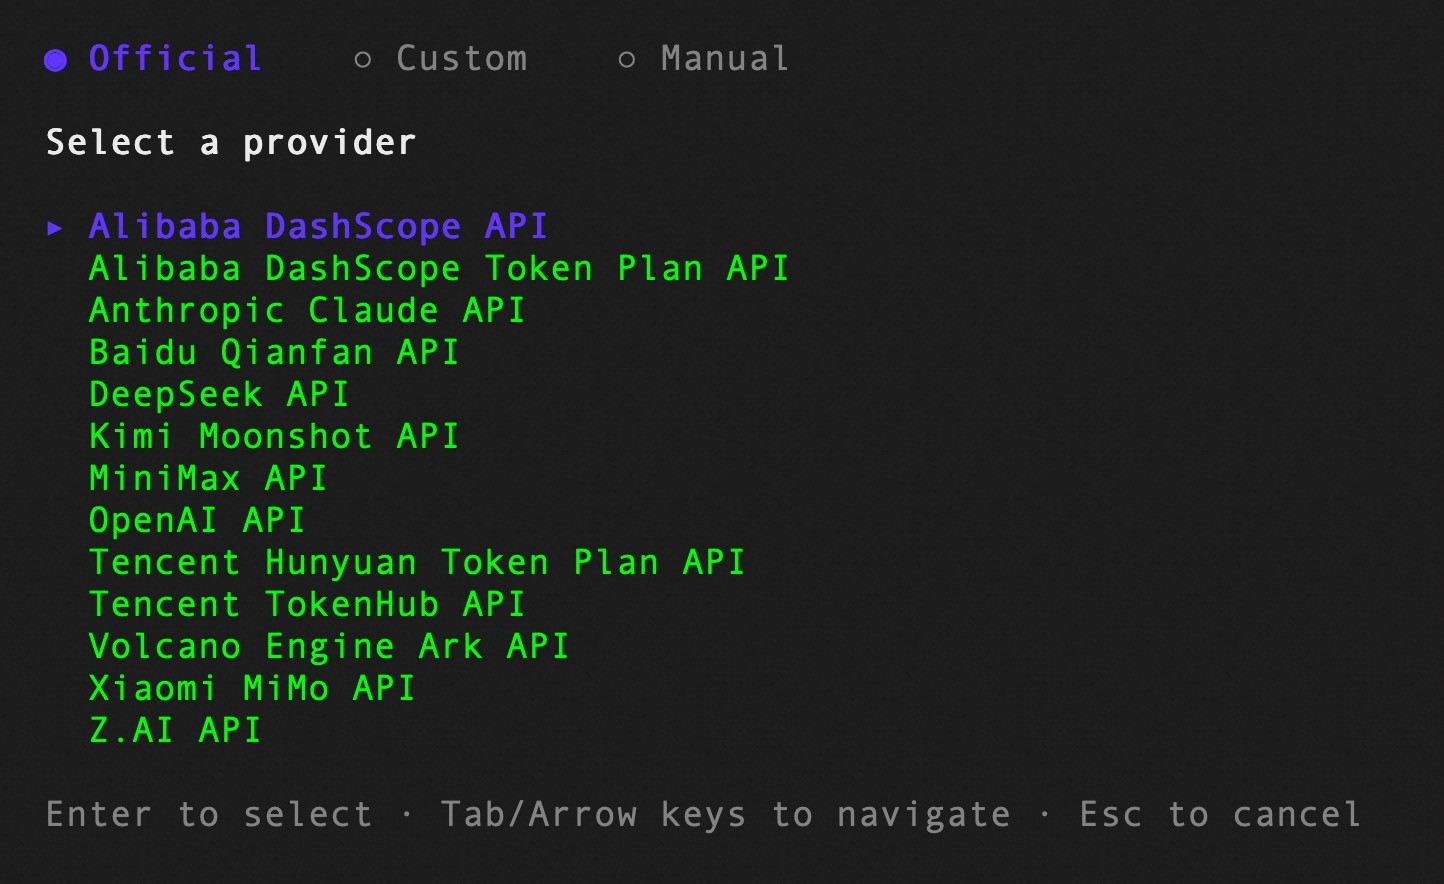 ◉ Official ○ Custom ○ Manual
Select a provider
▸ Alibaba DashScope API
Alibaba DashScope Token Plan API
Anthropic Claude API
Baidu Qianfan API
DeepSeek API
Kimi Moonshot API
MiniMax API
OpenAI API
Tencent Hunyuan Token Plan API
Tencent TokenHub API
Volcano Engine Ark API
Xiaomi MiMo API
Z.AI API
Enter to select · Tab/Arrow keys to navigate · Esc to cancel